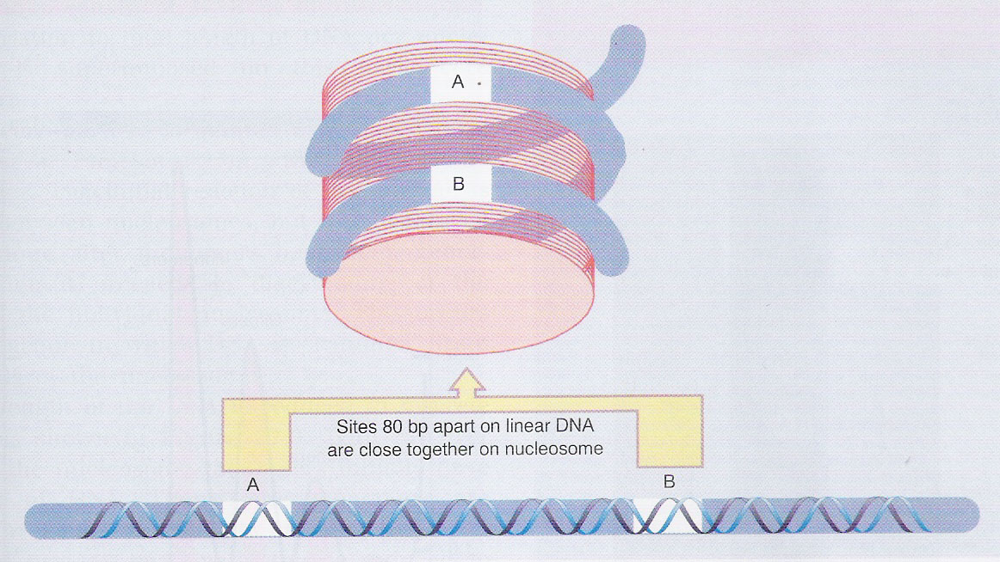 A
B
Sites 80 bp apart on linear DNA
are close together on nucleosome
A
B